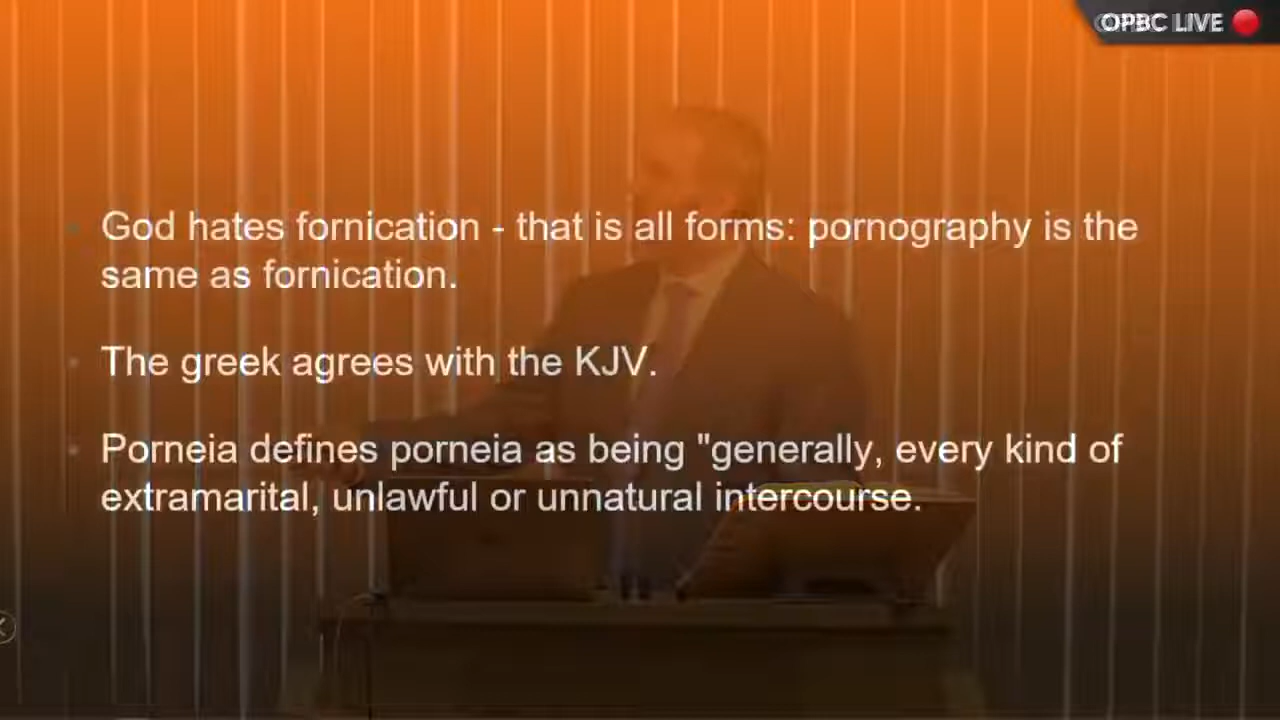 OPBC LIVE
God hates fornication - that is all forms: pornography is the
same as fornication.
The greek agrees with the KJV.
Porneia defines porneia as being "generally, every kind of
extramarital, unlawful or unnatural intercourse.